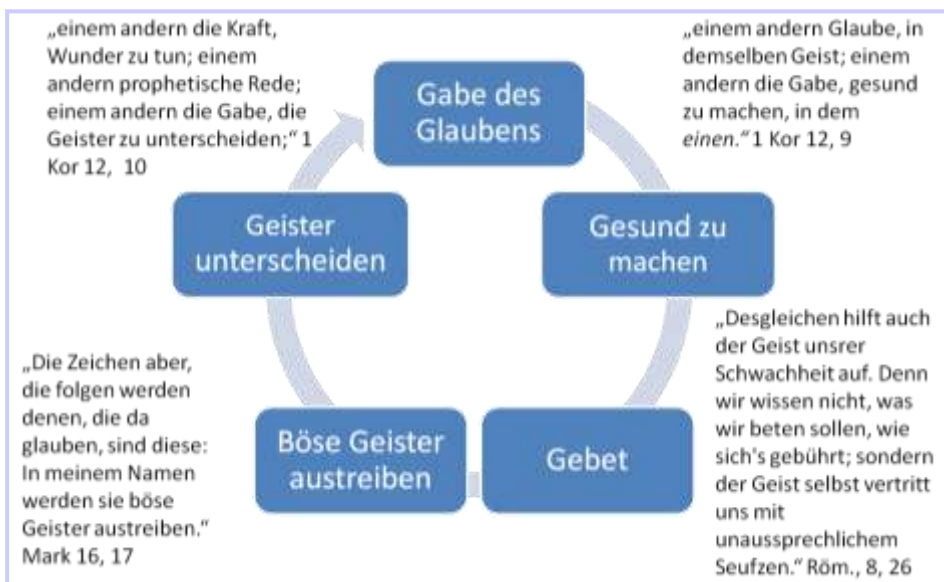 „einem andern die Kraft,
Wunder zu tun; einem
andern prophetische Rede;
einem andern die Gabe, die
Geister zu unterscheiden;“ 1
Kor 12, 10
Gabe des
Glaubens
„einem andern Glaube, in
demselben Geist; einem
andern die Gabe, gesund
zu machen, in dem
einen.“ 1 Kor 12, 9
Geister
unterscheiden
Gesund zu
machen
„Die Zeichen aber,
die folgen werden
denen, die da
glauben, sind diese:
In meinem Namen
werden sie böse
Geister austreiben.“
Mark 16, 17
Böse Geister
austreiben
Gebet
„Desgleichen hilft auch
der Geist unsrer
Schwachheit auf. Denn
wir wissen nicht, was
wir beten sollen, wie
sich's gebührt; sondern
der Geist selbst vertritt
uns mit
unaussprechlichem
Seufzen.“ Röm., 8, 26